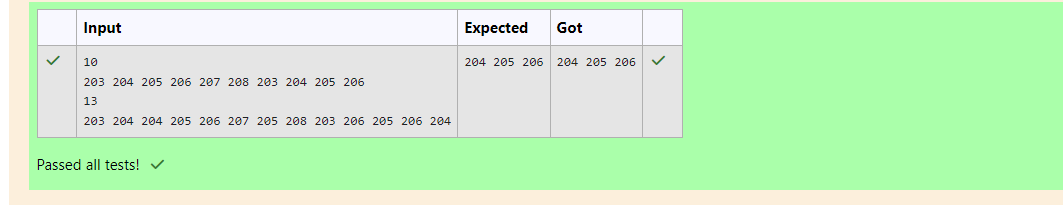 Input Expected Got
10 204 205 206 204 205 206
203 204 205 206 207 208 203 204 205 206
13
203 204 204 205 206 207 205 208 203 206 205 206 204
Passed all tests!